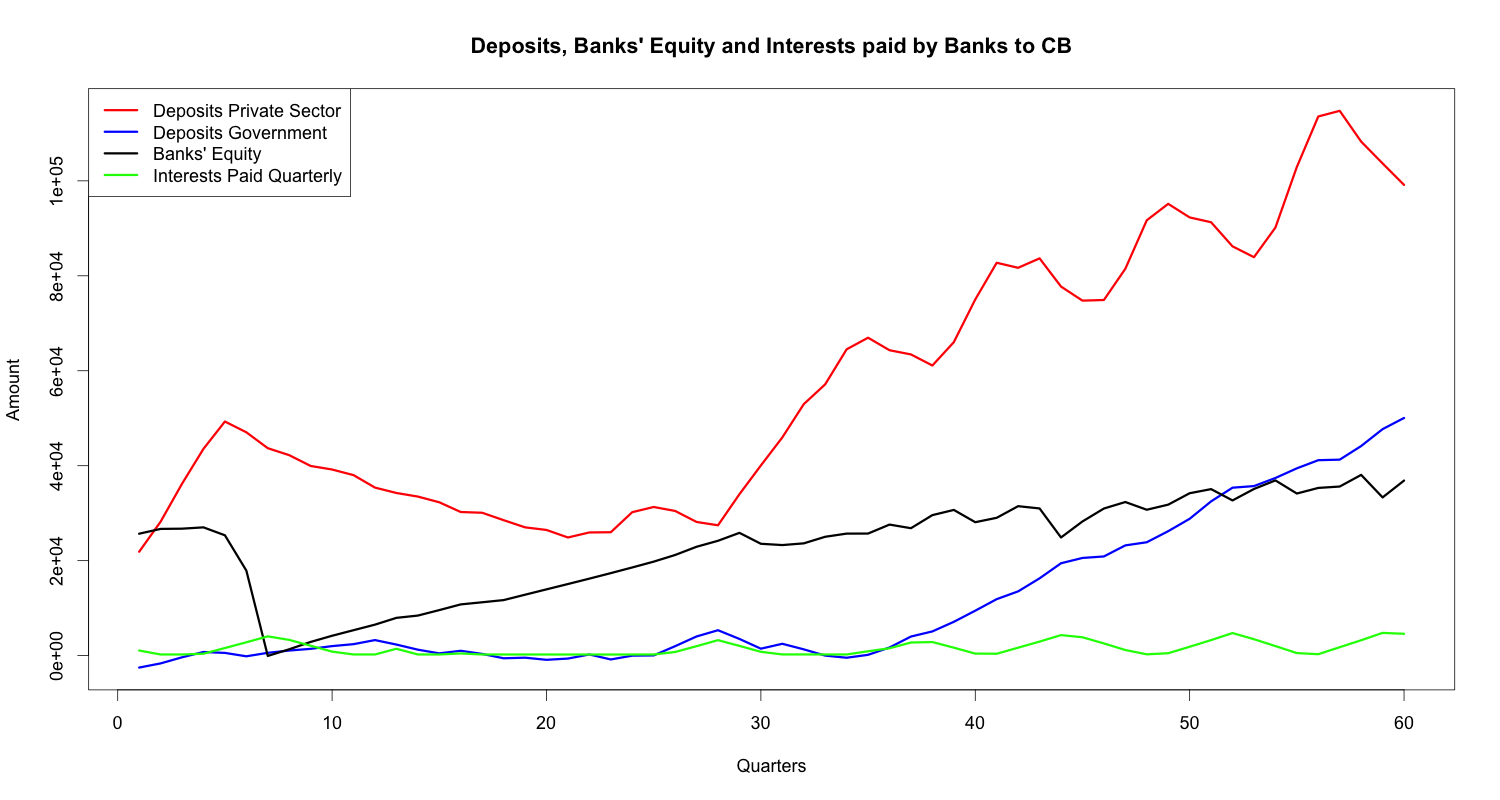 Deposits, Banks' Equity and Interests paid by Banks to CB
Deposits Private Sector
Deposits Government
Banks' Equity
Interests Paid Quarterly
Amount
1e+05
8e+04
6e+04
4e+04
2e+04
0e+00
0 10 20 30 40 50 60
Quarters